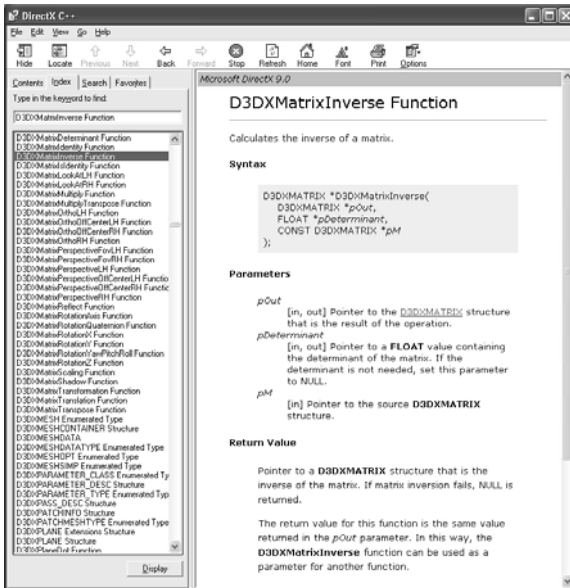 DirectX C++
File Edit View Go Help
Hide Locate Previous Next Back Forward Stop Refresh Home Font Print Options
Contents Index Search Favorites
Type in the keyword to find:
D3DXMatrixInverse Function
D3DXMatrixDeterminant Function
D3DXMatrixIdentity Function
D3DXMatrixInverse Function
D3DXMatrixIsIdentity Function
D3DXMatrixLookAtLH Function
D3DXMatrixLookAtRH Function
D3DXMatrixMultiply Function
D3DXMatrixMultiplyTranspose Function
D3DXMatrixOrthoLH Function
D3DXMatrixOrthoOffCenterLH Function
D3DXMatrixOrthoOffCenterRH Function
D3DXMatrixOrthoRH Function
D3DXMatrixPerspectiveFovLH Function
D3DXMatrixPerspectiveFovRH Function
D3DXMatrixPerspectiveLH Function
D3DXMatrixPerspectiveOffCenterLH Functio
D3DXMatrixPerspectiveOffCenterRH Functio
D3DXMatrixPerspectiveRH Function
D3DXMatrixReflect Function
D3DXMatrixRotationAxis Function
D3DXMatrixRotationQuaternion Function
D3DXMatrixRotationX Function
D3DXMatrixRotationY Function
D3DXMatrixRotationYawPitchRoll Function
D3DXMatrixRotationZ Function
D3DXMatrixScaling Function
D3DXMatrixShadow Function
D3DXMatrixTransformation Function
D3DXMatrixTranslation Function
D3DXMatrixTranspose Function
D3DXMESH Enumerated Type
D3DXMESHCONTAINER Structure
D3DXMESHDATA
D3DXMESHDATATYPE Enumerated Type
D3DXMESHOPT Enumerated Type
D3DXMESHSIMP Enumerated Type
D3DXPARAMETER_CLASS Enumerated Ty
D3DXPARAMETER_DESC Structure
D3DXPARAMETER_TYPE Enumerated Typ
D3DXPASS_DESC Structure
D3DXPATCHINFO Structure
D3DXPATCHMESHTYPE Enumerated Type
D3DXPLANE Extensions Structure
D3DXPLANE Structure
D3DXPlaneDot Function
Display
Microsoft DirectX 9.0
D3DXMatrixInverse Function
Calculates the inverse of a matrix.
Syntax
D3DXMATRIX *D3DXMatrixInverse(
D3DXMATRIX *pOut,
FLOAT *pDeterminant,
CONST D3DXMATRIX *pM
);
Parameters
pOut
[in, out] Pointer to the D3DXMATRIX structure
that is the result of the operation.
pDeterminant
[in, out] Pointer to a FLOAT value containing
the determinant of the matrix. If the
determinant is not needed, set this parameter
to NULL.
pM
[in] Pointer to the source D3DXMATRIX
structure.
Return Value
Pointer to a D3DXMATRIX structure that is the
inverse of the matrix. If matrix inversion fails, NULL is
returned.
The return value for this function is the same value
returned in the pOut parameter. In this way, the
D3DXMatrixInverse function can be used as a
parameter for another function.